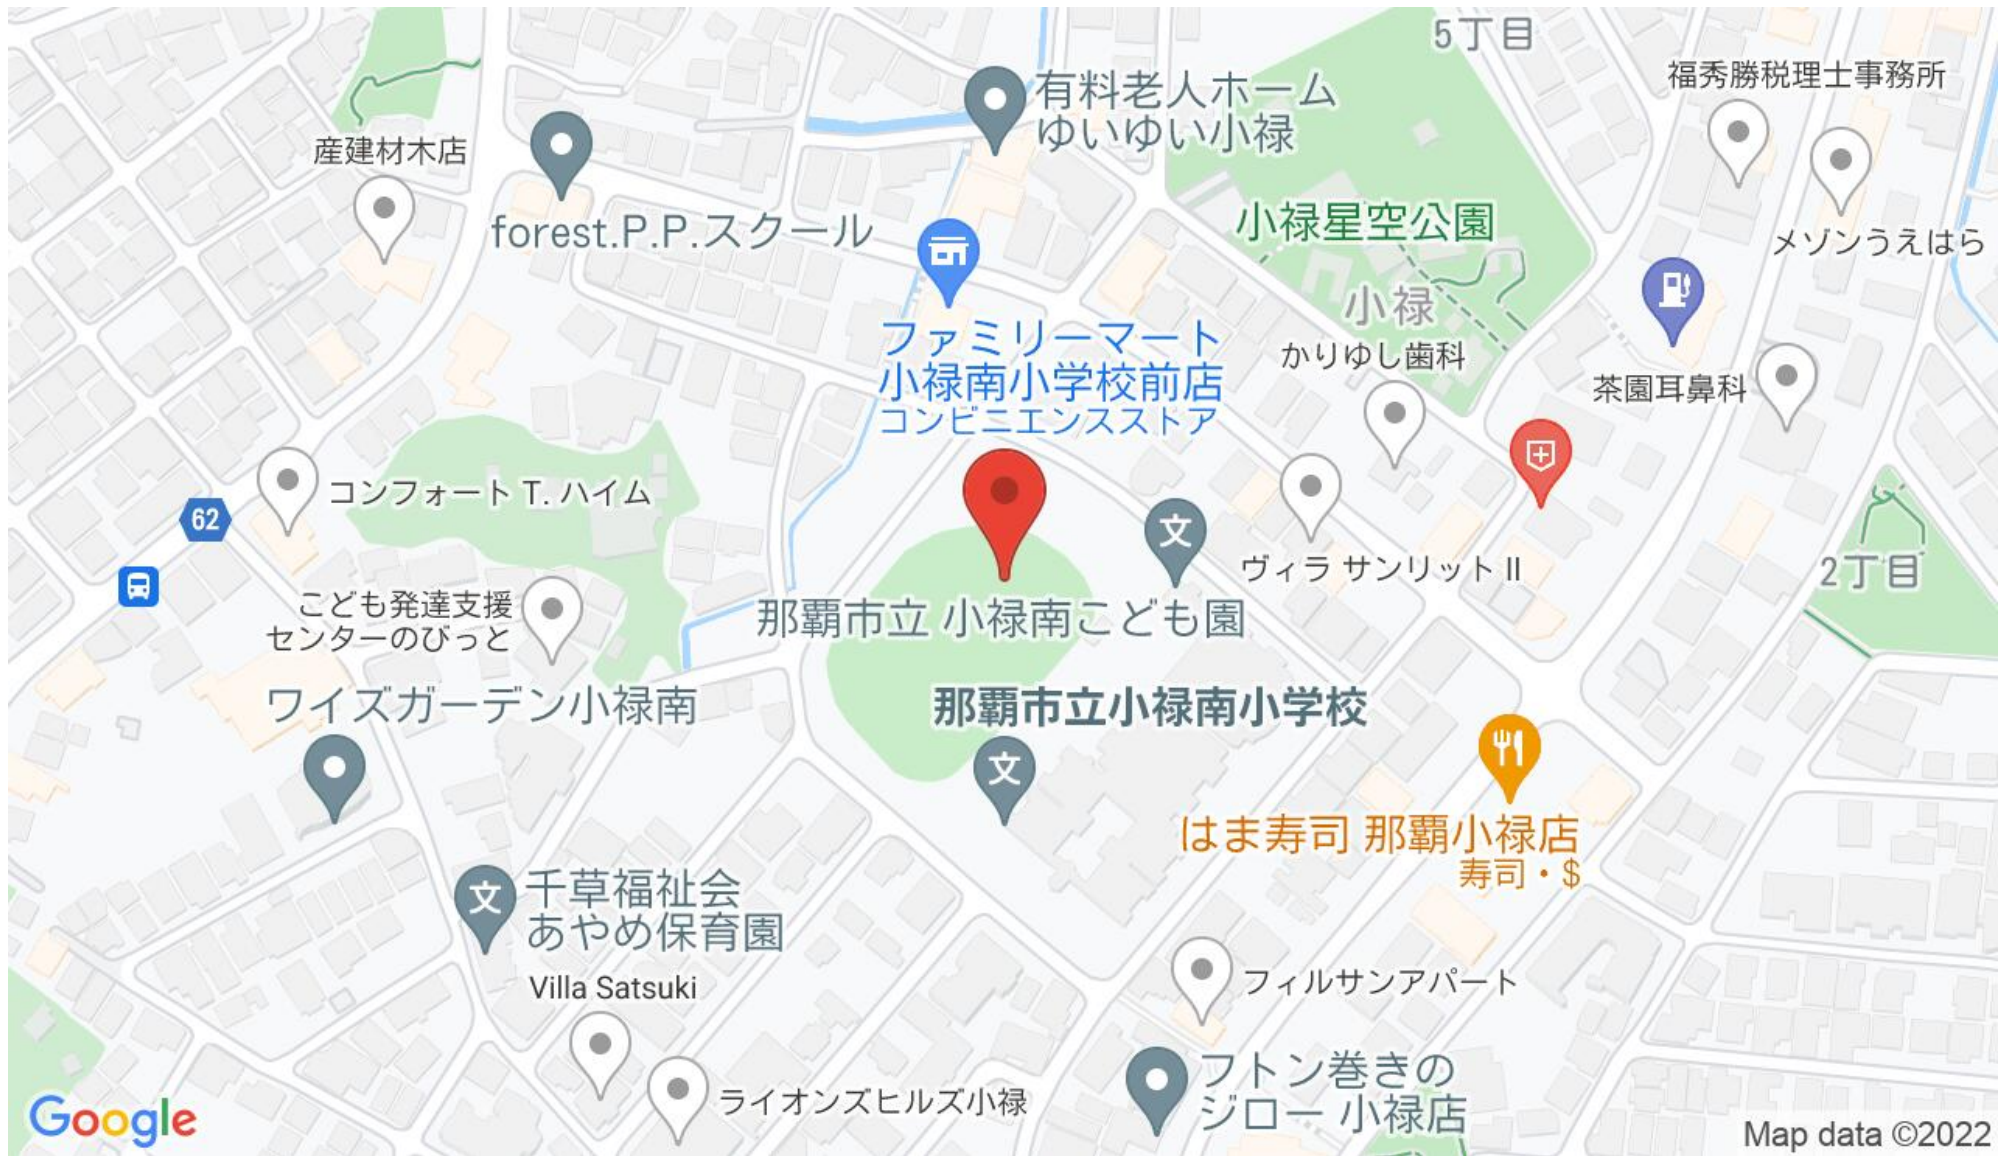 5丁目
福秀勝税理士事務所
有料老人ホーム
ゆいゆい小禄
産建材木店
forest.P.P.スクール
小禄星空公園
メゾンうえはら
小禄
ファミリーマート
小禄南小学校前店
コンビニエンスストア
かりゆし歯科
茶園耳鼻科
コンフォート T. ハイム
62
文
ヴィラ サンリット II
2丁目
こども発達支援
センターのびっと
那覇市立 小禄南こども園
ワイズガーデン小禄南
那覇市立小禄南小学校
文
はま寿司 那覇小禄店
寿司・$
文
千草福祉会
あやめ保育園
Villa Satsuki
フィルサンアパート
ライオンズヒルズ小禄
フトン巻きの
ジロー 小禄店
Google
Map data ©2022